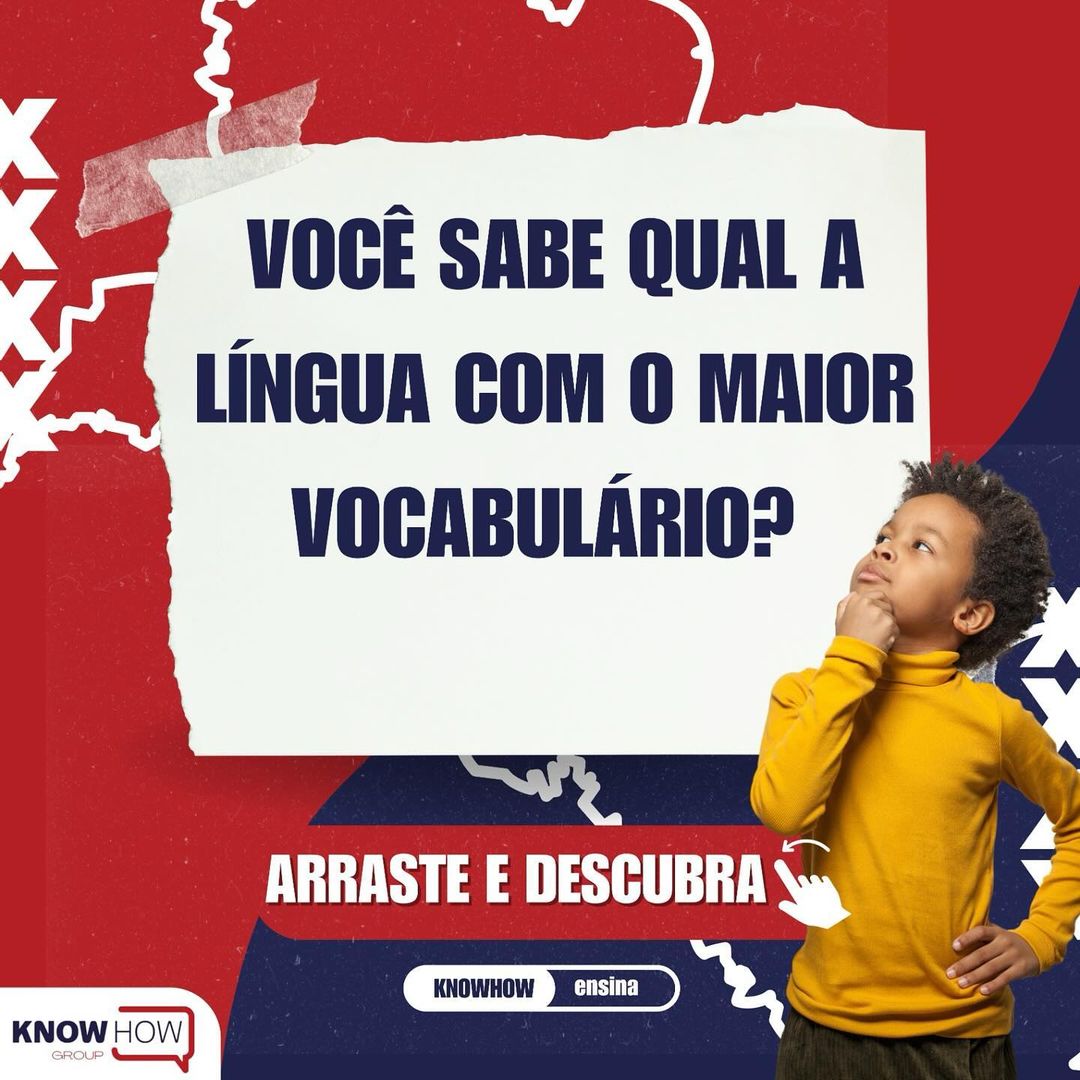 VOCÊ SABE QUAL A
LÍNGUA COM O MAIOR
VOCABULÁRIO?
ARRASTE E DESCUBRA
KNOWHOW ensina
KNOW HOW
GROUP